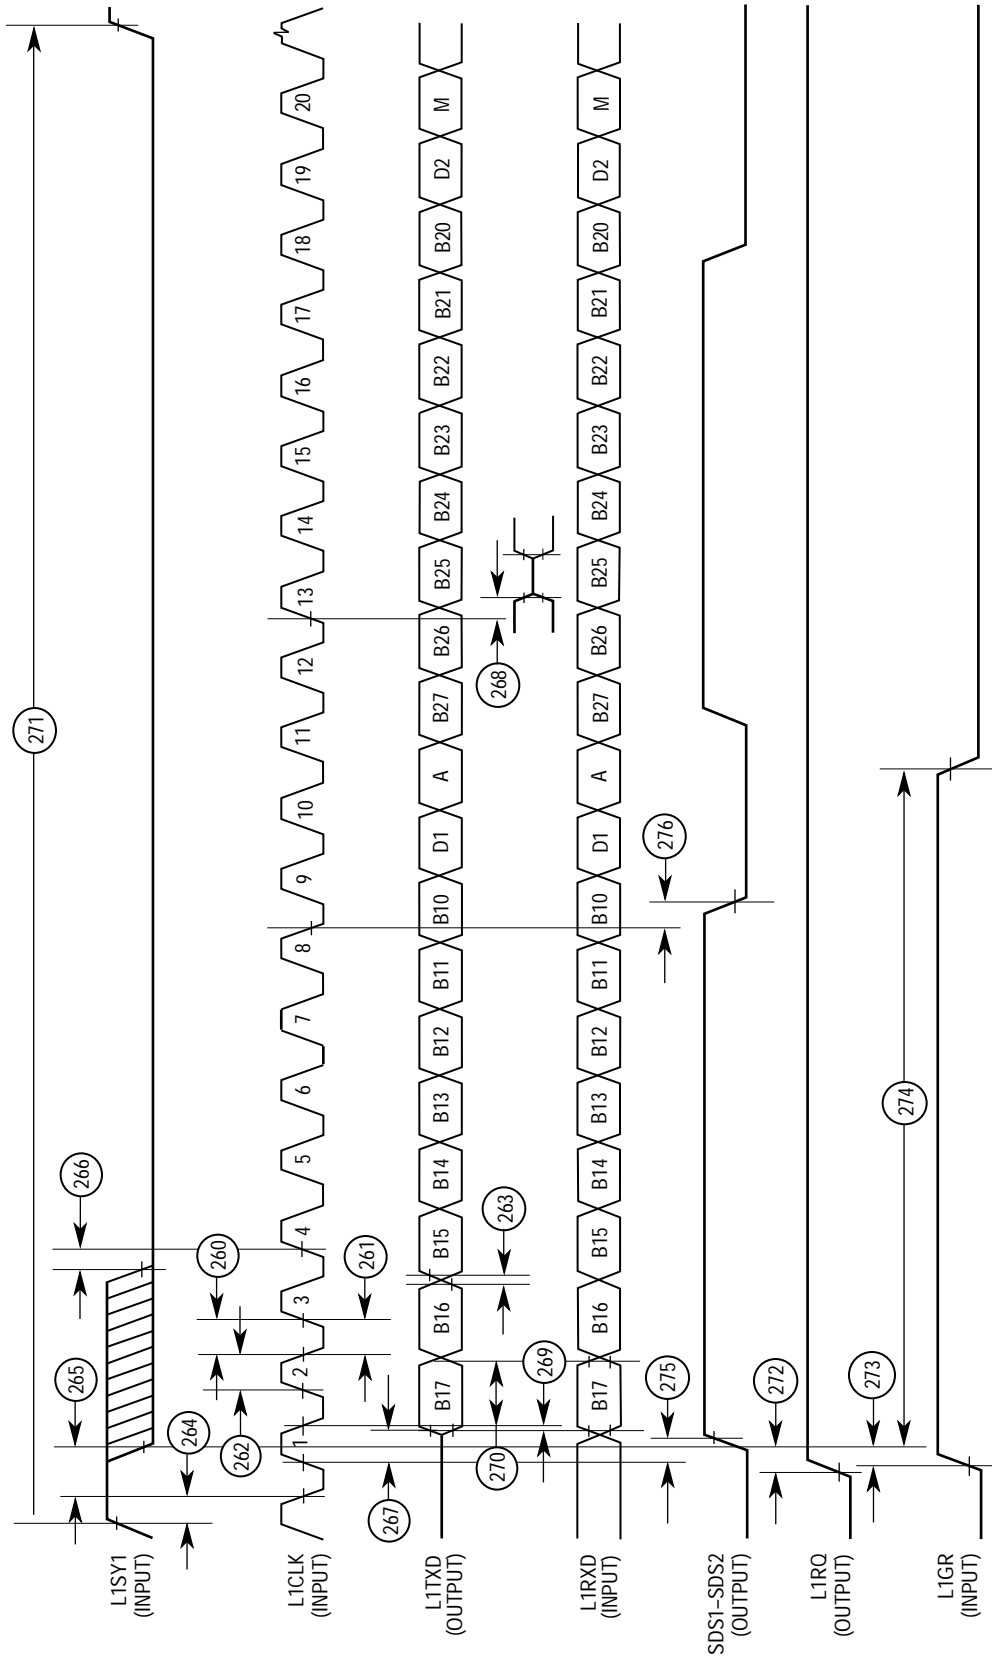 271
265
266
L1SY1
(INPUT)
264
260
262
L1CLK
(INPUT)
1 2 3 4 5 6 7 8 9 10 11 12 13 14 15 16 17 18 19 20
261
267
L1TXD
(OUTPUT)
B17 B16 B15 B14 B13 B12 B11 B10 D1 A B27 B26 B25 B24 B23 B22 B21 B20 D2 M
270
263
268
269
L1RXD
(INPUT)
B17 B16 B15 B14 B13 B12 B11 B10 D1 A B27 B26 B25 B24 B23 B22 B21 B20 D2 M
275
276
SDS1–SDS2
(OUTPUT)
272
L1RQ
(OUTPUT)
273
274
L1GR
(INPUT)